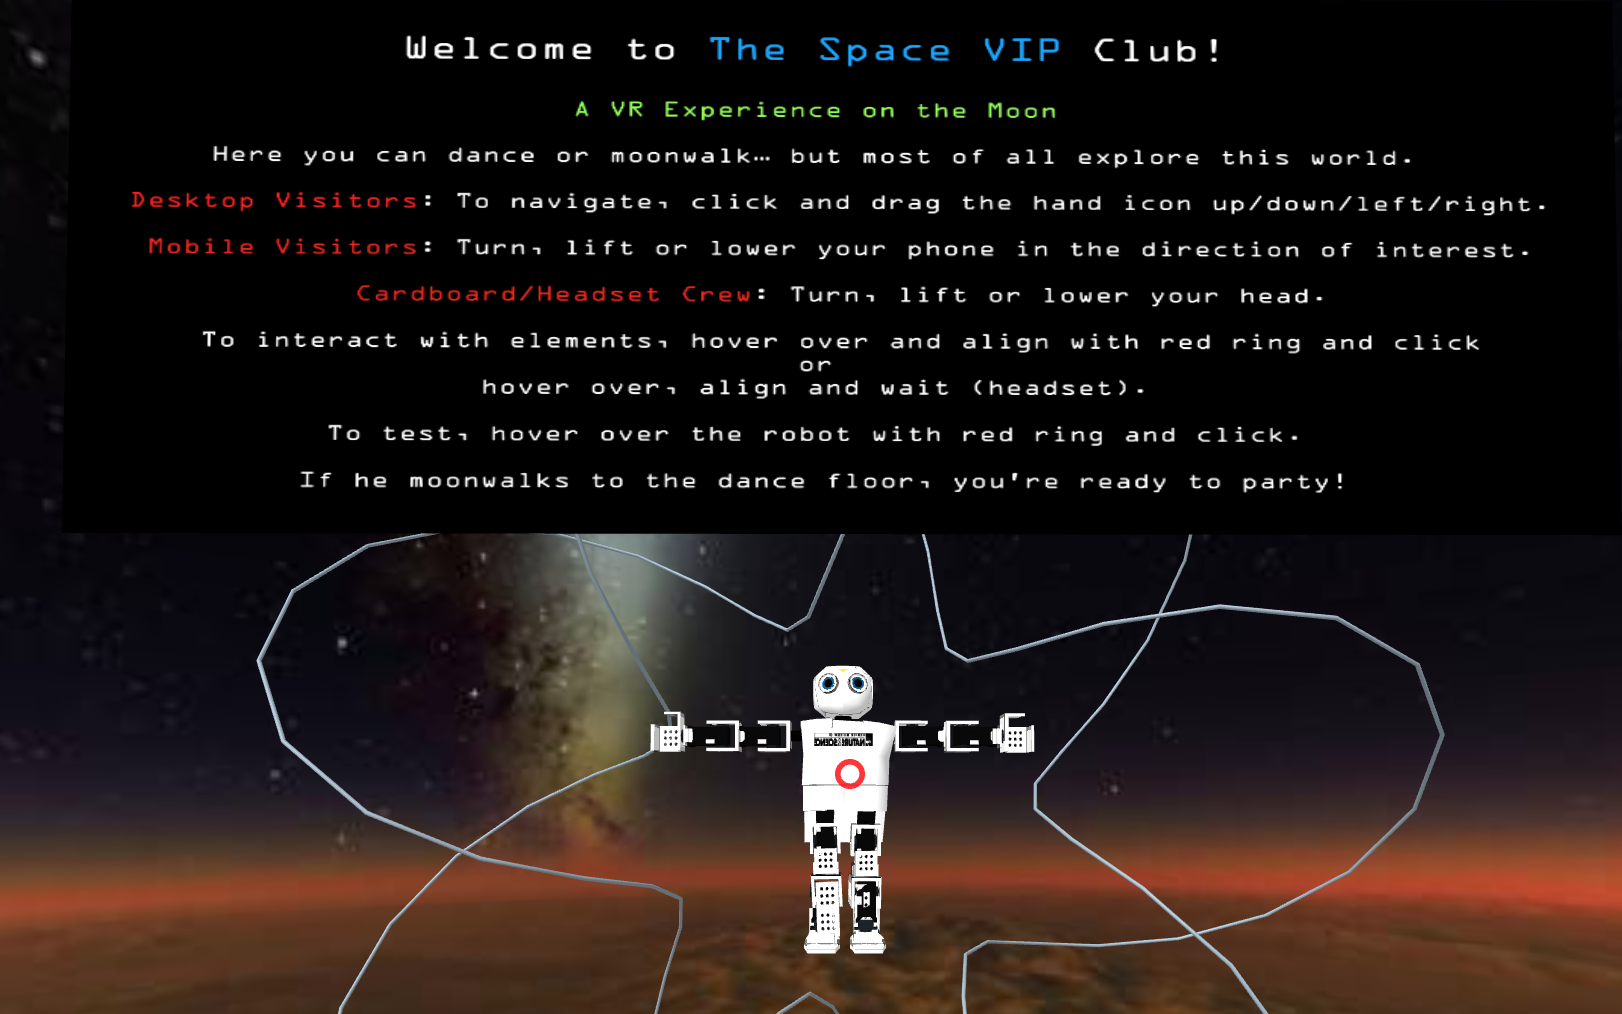 Welcome to The Space VIP Club!
A VR Experience on the Moon
Here you can dance or moonwalk… but most of all explore this world.
Desktop Visitors: To navigate, click and drag the hand icon up/down/left/right.
Mobile Visitors: Turn, lift or lower your phone in the direction of interest.
Cardboard/Headset Crew: Turn, lift or lower your head.
To interact with elements, hover over and align with red ring and click
or
hover over, align and wait (headset).
To test, hover over the robot with red ring and click.
If he moonwalks to the dance floor, you're ready to party!